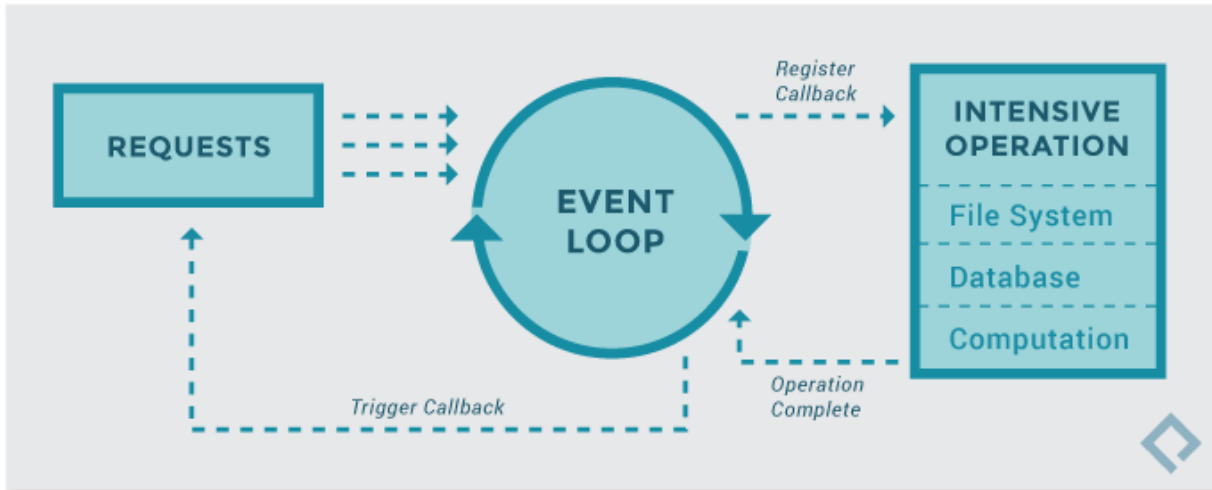 REQUESTS
EVENT
LOOP
Register
Callback
INTENSIVE
OPERATION
File System
Database
Computation
Operation
Complete
Trigger Callback